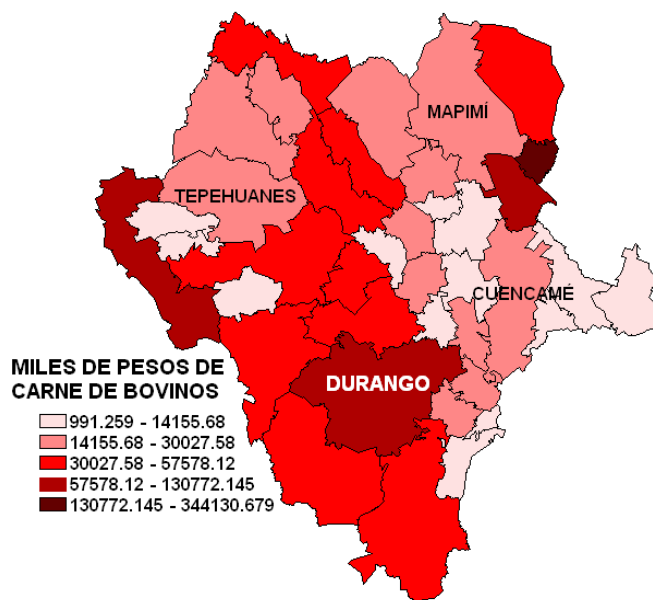 MAPIMÍ
TEPEHUANES
CUENCAMÉ
DURANGO
MILES DE PESOS DE
CARNE DE BOVINOS
991.259 - 14155.68
14155.68 - 30027.58
30027.58 - 57578.12
57578.12 - 130772.145
130772.145 - 344130.679